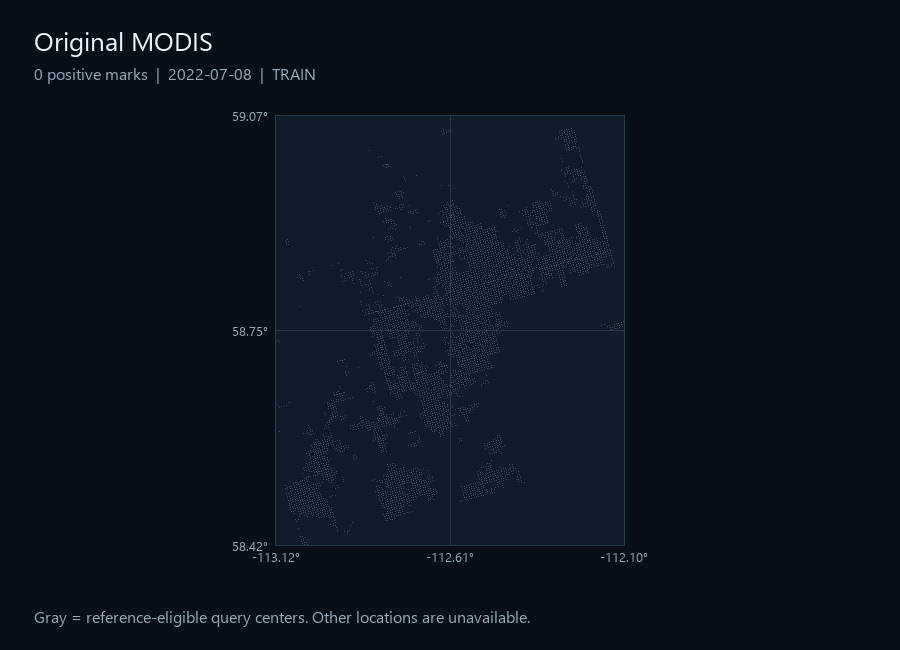 Original MODIS
0 positive marks | 2022-07-08 | TRAIN
59.07°
58.75°
58.42°
-113.12°
-112.61°
-112.10°
Gray = reference-eligible query centers. Other locations are unavailable.